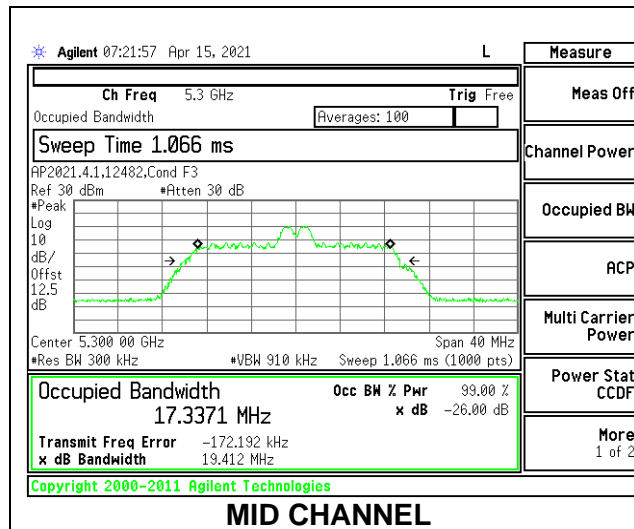 Agilent 07:21:57 Apr 15, 2021 L
Measure
Ch Freq 5.3 GHz Trig Free
Occupied Bandwidth Averages: 100
Sweep Time 1.066 ms
AP2021.4.1,12482,Cond F3
Ref 30 dBm #Atten 30 dB
#Peak
Log
10
dB/
Offst
12.5
dB
Center 5.300 00 GHz Span 40 MHz
#Res BW 300 kHz #VBW 910 kHz Sweep 1.066 ms (1000 pts)
Occupied Bandwidth Occ BW % Pwr 99.00 %
17.3371 MHz x dB -26.00 dB
Transmit Freq Error -172.192 kHz
x dB Bandwidth 19.412 MHz
Copyright 2000-2011 Agilent Technologies
Meas Off
Channel Power
Occupied BW
ACP
Multi Carrier
Power
Power Stat
CCDF
More
1 of 2
MID CHANNEL